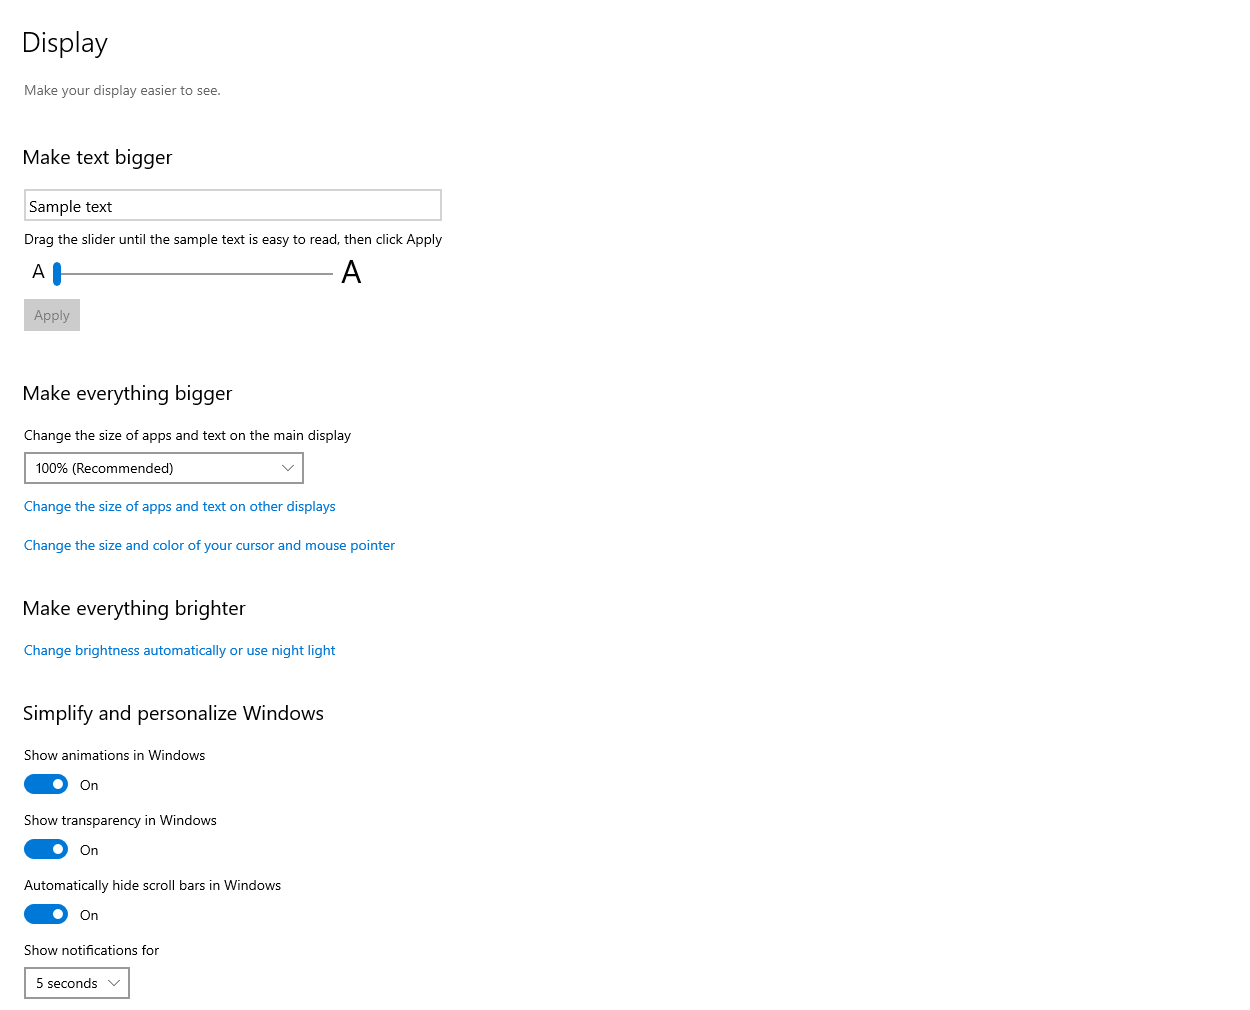 Display
Make your display easier to see.
Make text bigger
Sample text
Drag the slider until the sample text is easy to read, then click Apply
A A
Apply
Make everything bigger
Change the size of apps and text on the main display
100% (Recommended)
Change the size of apps and text on other displays
Change the size and color of your cursor and mouse pointer
Make everything brighter
Change brightness automatically or use night light
Simplify and personalize Windows
Show animations in Windows
On
Show transparency in Windows
On
Automatically hide scroll bars in Windows
On
Show notifications for
5 seconds